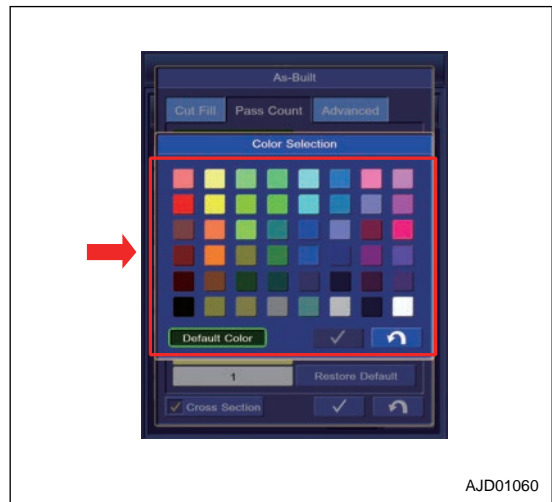 As-Built
Cut Fill Pass Count Advanced
Color Selection
Default Color
1 Restore Default
Cross Section
AJD01060